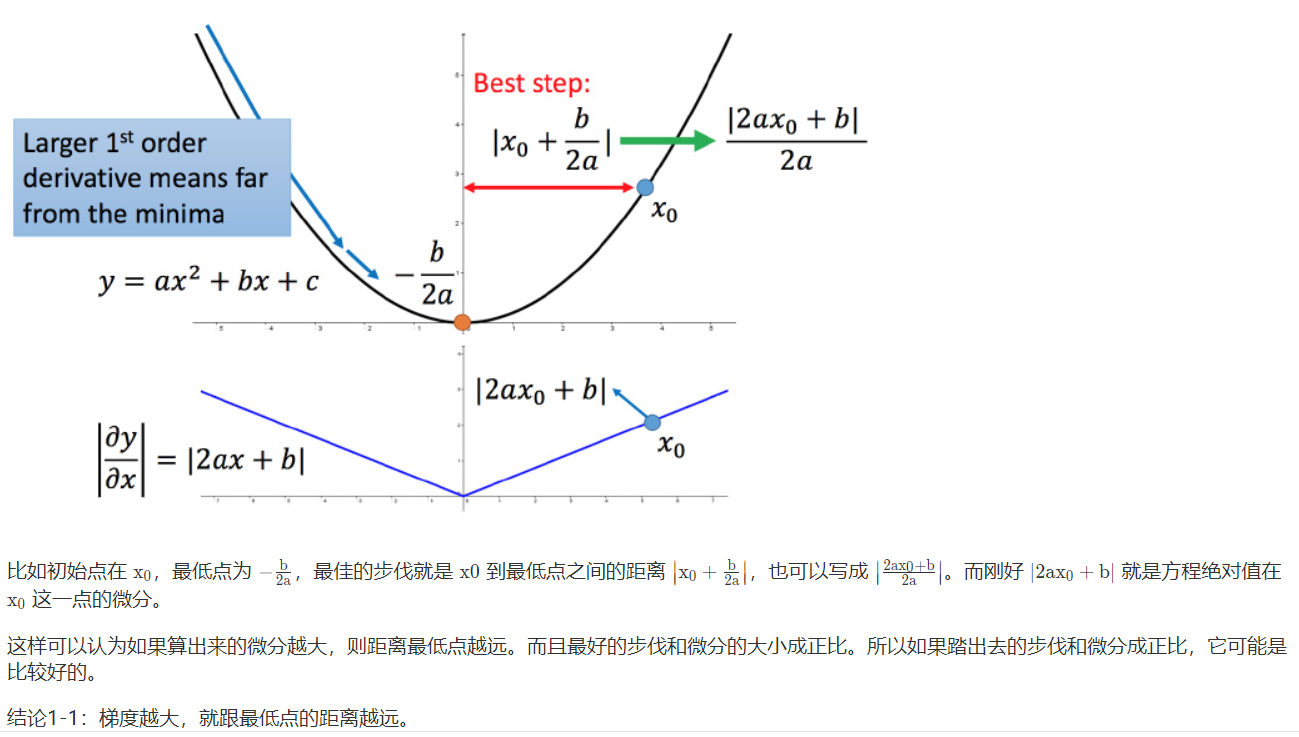 Best step:
|x₀ + b/2a|
|2ax₀ + b| / 2a
Larger 1st order
derivative means far
from the minima
x₀
y = ax² + bx + c
−b/2a
|2ax₀ + b|
x₀
|∂y/∂x| = |2ax + b|
比如初始点在 x₀，最低点为 −b/2a，最佳的步伐就是 x0 到最低点之间的距离 |x₀ + b/2a|，也可以写成 |2ax0+b / 2a|。而刚好 |2ax₀ + b| 就是方程绝对值在
x₀ 这一点的微分。
这样可以认为如果算出来的微分越大，则距离最低点越远。而且最好的步伐和微分的大小成正比。所以如果踏出去的步伐和微分成正比，它可能是
比较好的。
结论1-1：梯度越大，就跟最低点的距离越远。